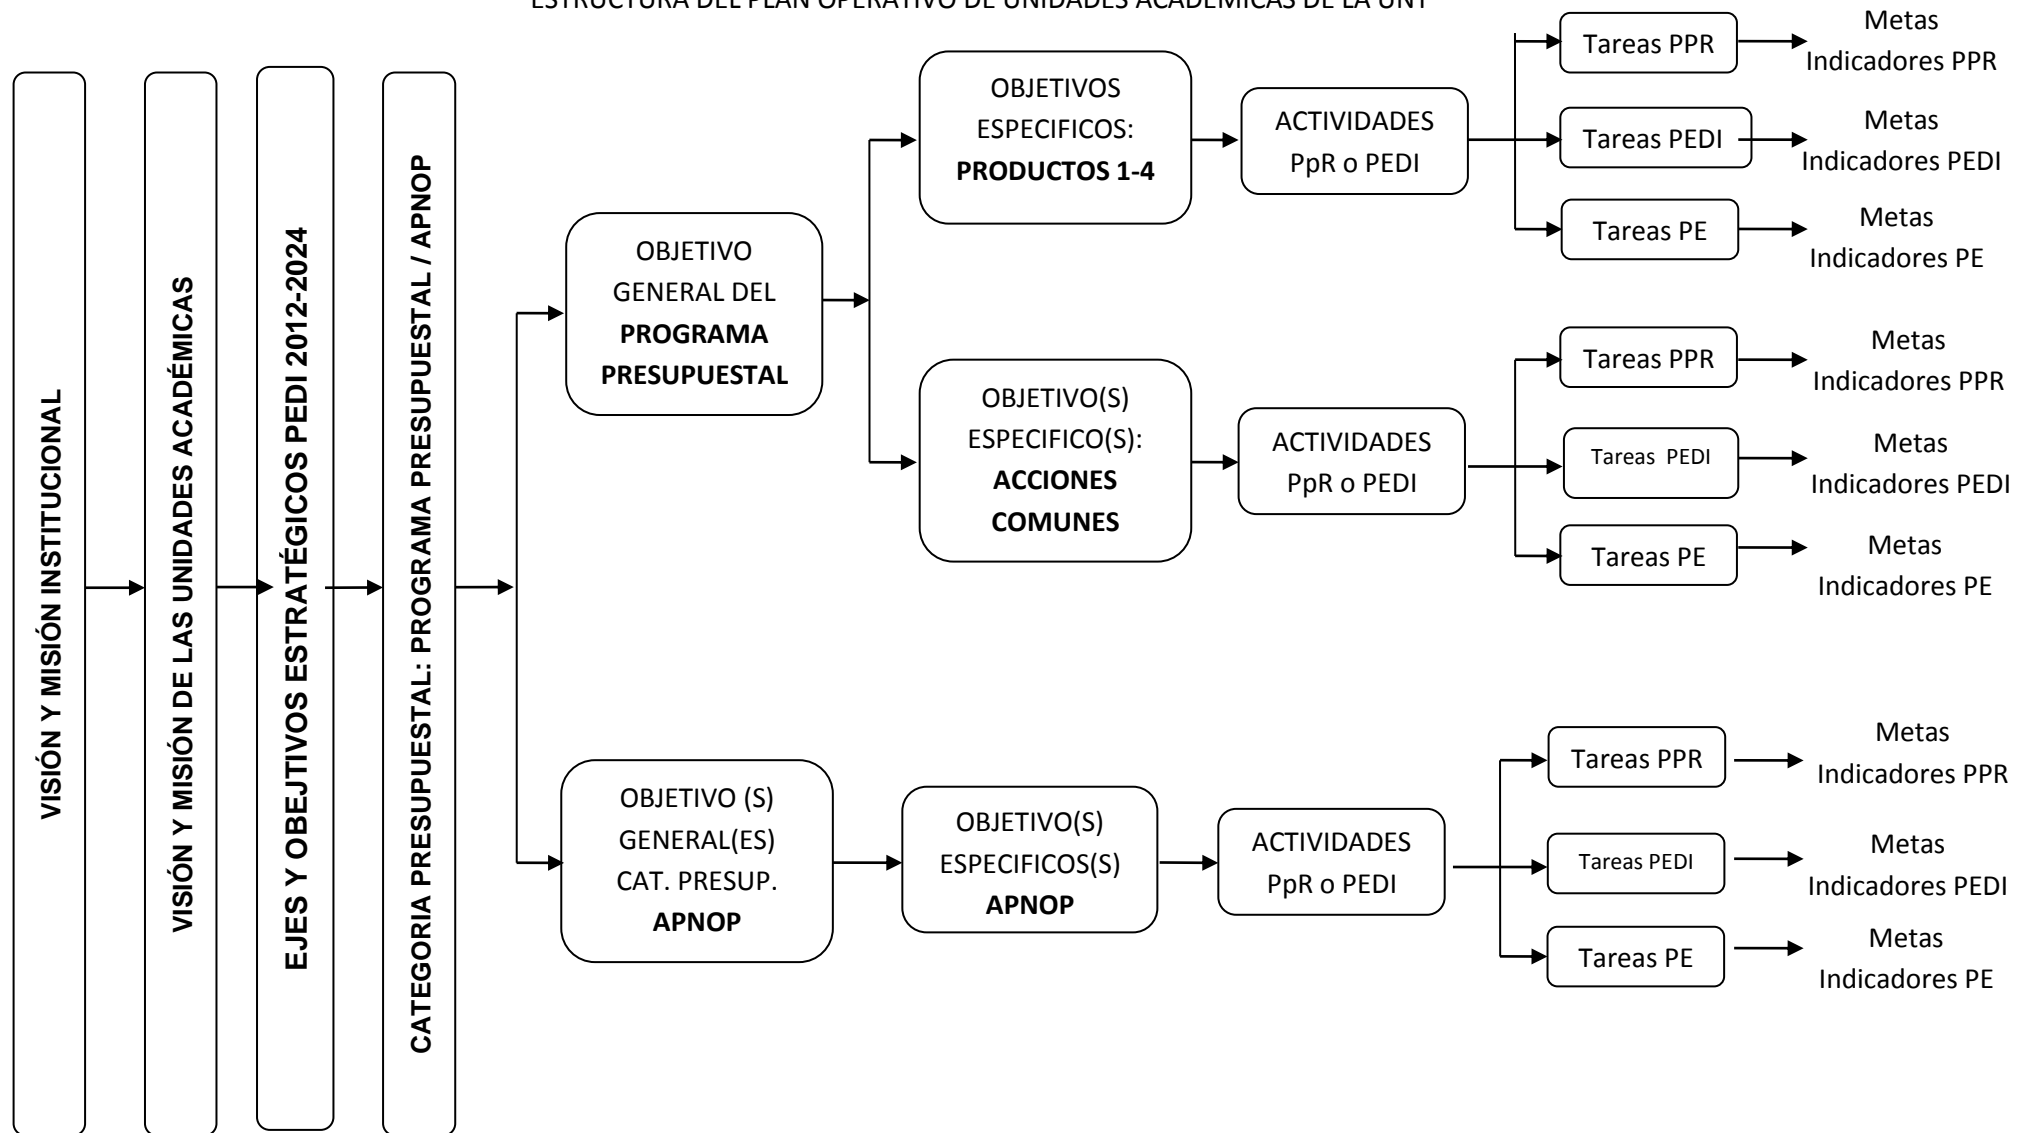 ESTRUCTURA DEL PLAN OPERATIVO DE UNIDADES ACADÉMICAS DE LA UNT
VISIÓN Y MISIÓN INSTITUCIONAL
VISIÓN Y MISIÓN DE LAS UNIDADES ACADÉMICAS
EJES Y OBEJTIVOS ESTRATÉGICOS PEDI 2012-2024
CATEGORIA PRESUPUESTAL: PROGRAMA PRESUPUESTAL / APNOP
OBJETIVO
GENERAL DEL
PROGRAMA
PRESUPUESTAL
OBJETIVOS
ESPECIFICOS:
PRODUCTOS 1-4
ACTIVIDADES
PpR o PEDI
Tareas PPR
Metas
Indicadores PPR
Tareas PEDI
Metas
Indicadores PEDI
Tareas PE
Metas
Indicadores PE
OBJETIVO(S)
ESPECIFICO(S):
ACCIONES
COMUNES
ACTIVIDADES
PpR o PEDI
Tareas PPR
Metas
Indicadores PPR
Tareas PEDI
Metas
Indicadores PEDI
Tareas PE
Metas
Indicadores PE
OBJETIVO (S)
GENERAL(ES)
CAT. PRESUP.
APNOP
OBJETIVO(S)
ESPECIFICOS(S)
APNOP
ACTIVIDADES
PpR o PEDI
Tareas PPR
Metas
Indicadores PPR
Tareas PEDI
Metas
Indicadores PEDI
Tareas PE
Metas
Indicadores PE